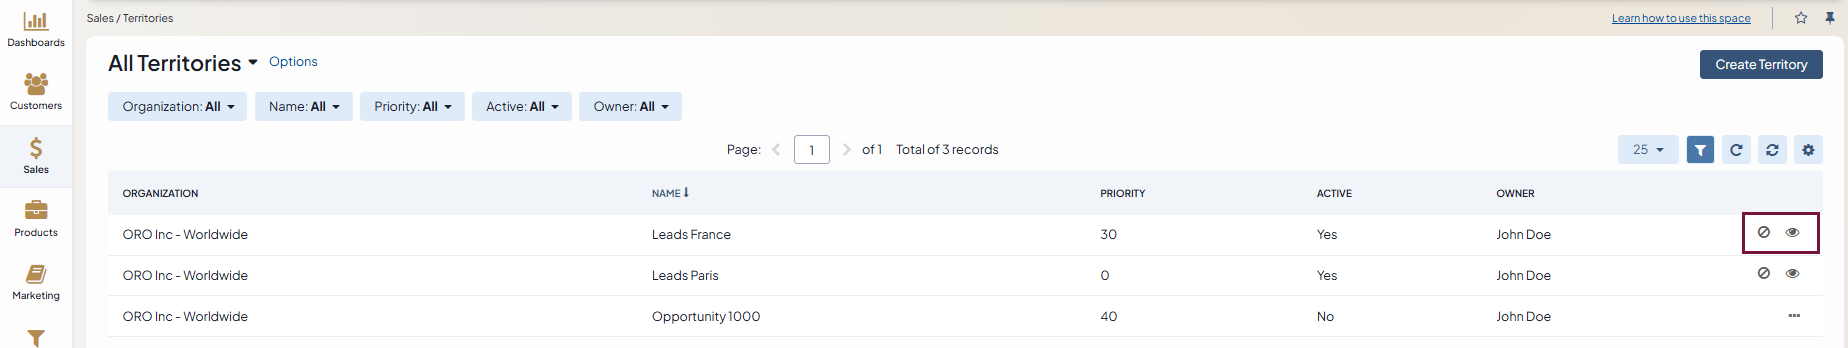 Dashboards
Customers
Sales
Products
Marketing
Sales / Territories
Learn how to use this space
All Territories Options
Create Territory
Organization: All Name: All Priority: All Active: All Owner: All
Page: 1 of 1 Total of 3 records
25
ORGANIZATION NAME PRIORITY ACTIVE OWNER
ORO Inc - Worldwide Leads France 30 Yes John Doe
ORO Inc - Worldwide Leads Paris 0 Yes John Doe
ORO Inc - Worldwide Opportunity 1000 40 No John Doe